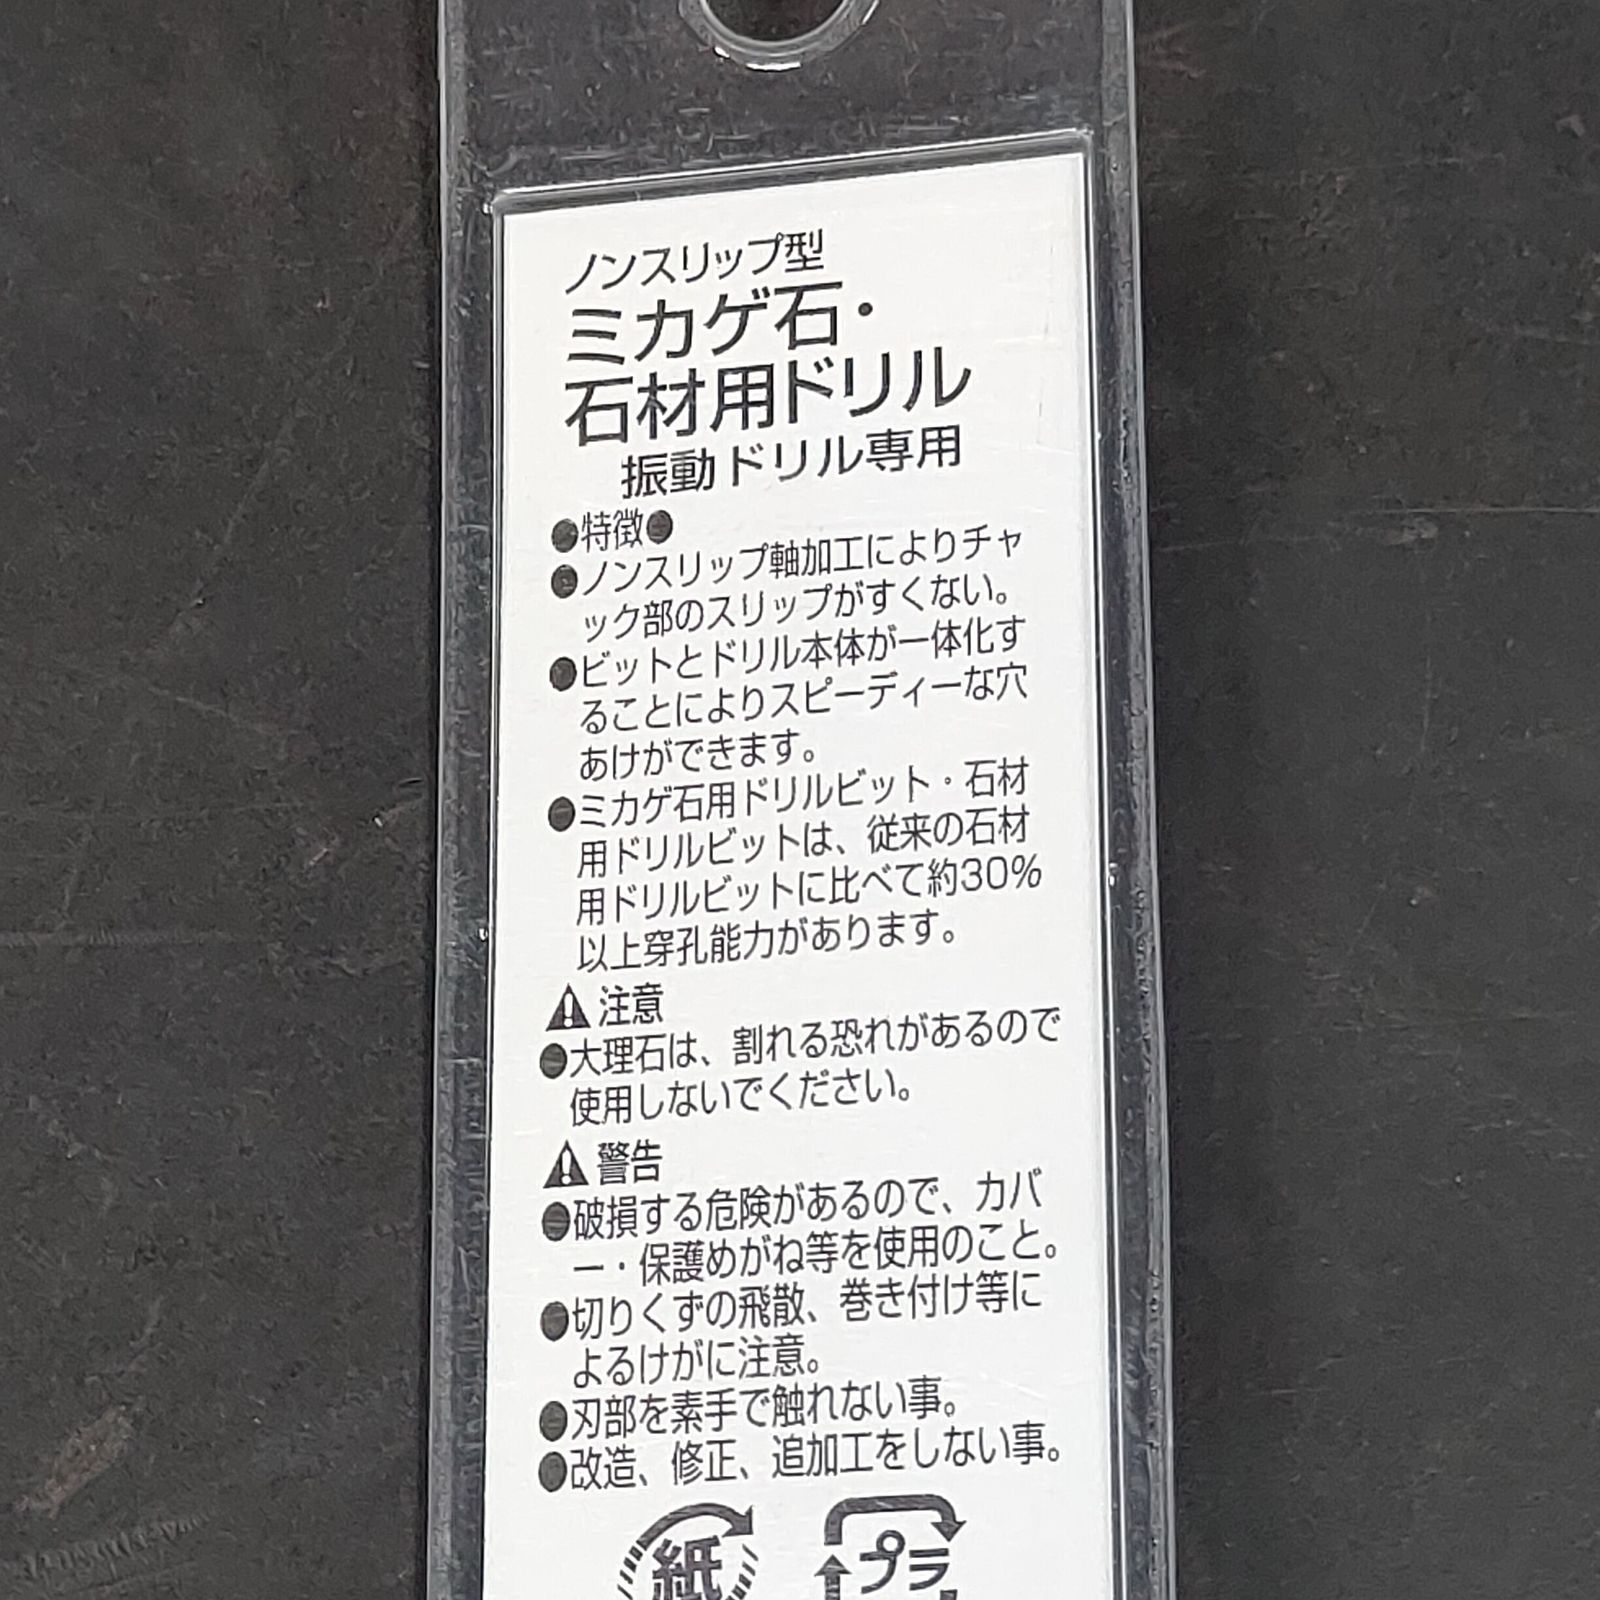 ノンスリップ型
ミカゲ石・
石材用ドリル
振動ドリル専用
●特徴●
●ノンスリップ軸加工によりチャ
ック部のスリップがすくない。
●ビットとドリル本体が一体化す
ることによりスピーディーな穴
あけができます。
●ミカゲ石用ドリルビット・石材
用ドリルビットは、従来の石材
用ドリルビットに比べて約30%
以上穿孔能力があります。
⚠注意
●大理石は、割れる恐れがあるので
使用しないでください。
⚠警告
●破損する危険があるので、カバ
ー・保護めがね等を使用のこと。
●切りくずの飛散、巻き付け等に
よるけがに注意。
●刃部を素手で触れない事。
●改造、修正、追加工をしない事。
紙 プラ